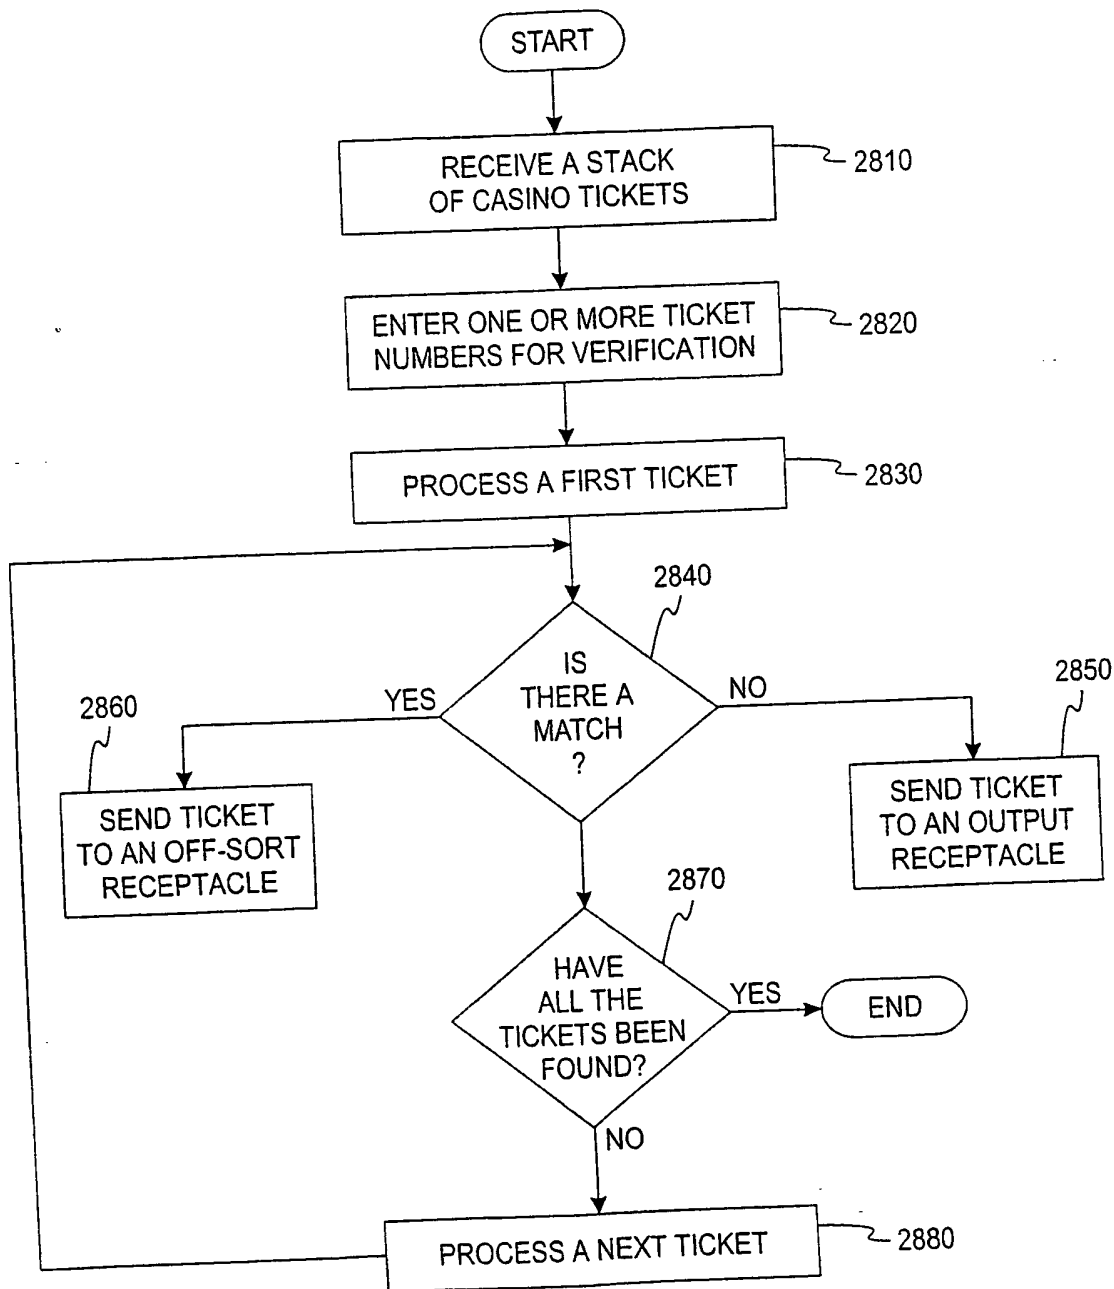 START
RECEIVE A STACK
OF CASINO TICKETS
2810
ENTER ONE OR MORE TICKET
NUMBERS FOR VERIFICATION
2820
PROCESS A FIRST TICKET
2830
2840
IS
THERE A
MATCH
?
YES
NO
2860
SEND TICKET
TO AN OFF-SORT
RECEPTACLE
2850
SEND TICKET
TO AN OUTPUT
RECEPTACLE
2870
HAVE
ALL THE
TICKETS BEEN
FOUND?
YES
END
NO
PROCESS A NEXT TICKET
2880